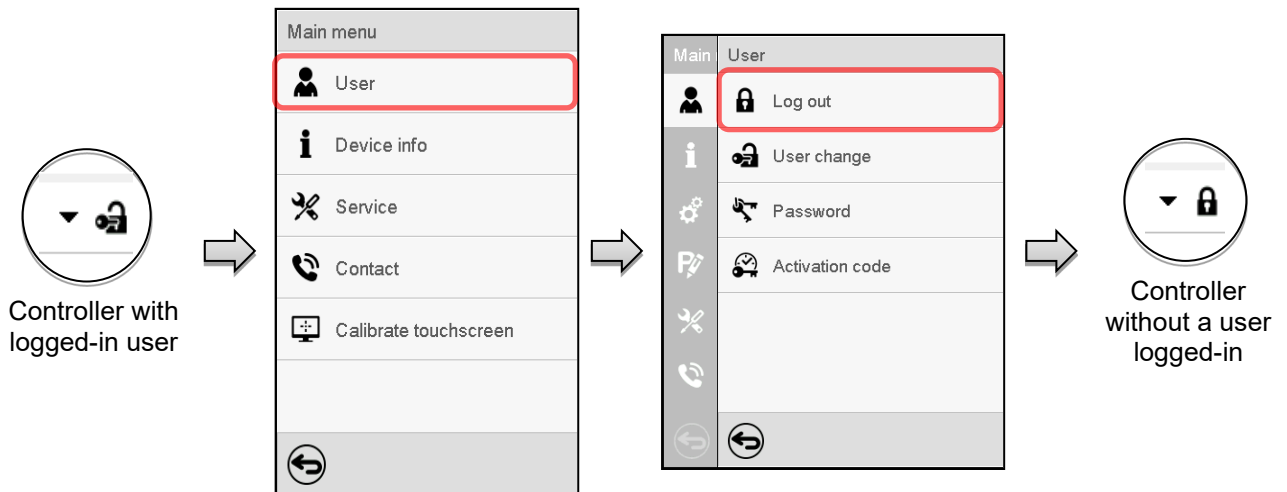 Controller with
logged-in user
Main menu
User
Device info
Service
Contact
Calibrate touchscreen
Main
User
Log out
User change
Password
Activation code
Controller
without a user
logged-in